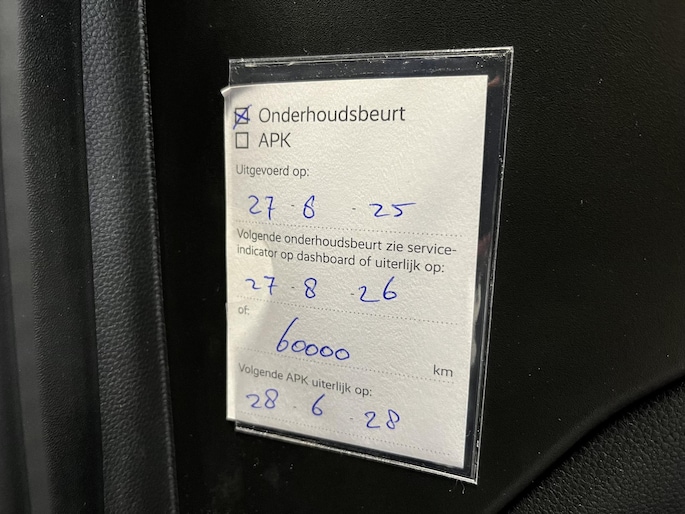 Onderhoudsbeurt
APK
Uitgevoerd op:
27 - 8 - 25
Volgende onderhoudsbeurt zie service-
indicator op dashboard of uiterlijk op:
27 - 8 - 26
of:
60000 km
Volgende APK uiterlijk op:
28 - 6 - 28